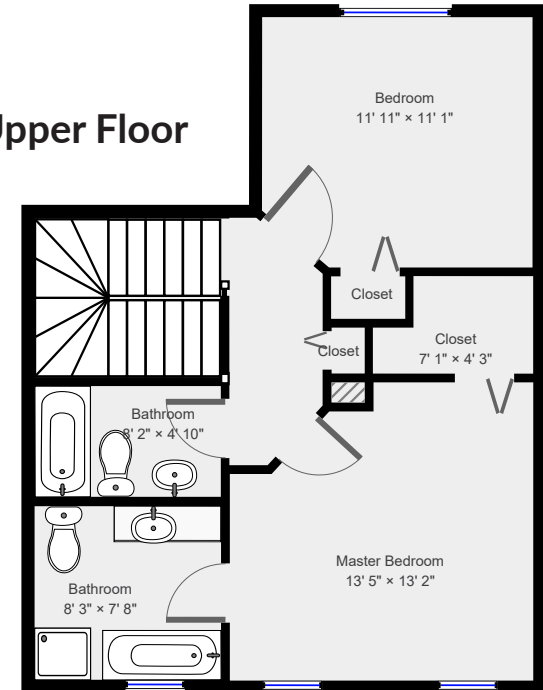 Upper Floor
Bedroom
11' 11" × 11' 1"
Closet
Closet
7' 1" × 4' 3"
Closet
Bathroom
8' 2" × 4' 10"
Master Bedroom
13' 5" × 13' 2"
Bathroom
8' 3" × 7' 8"